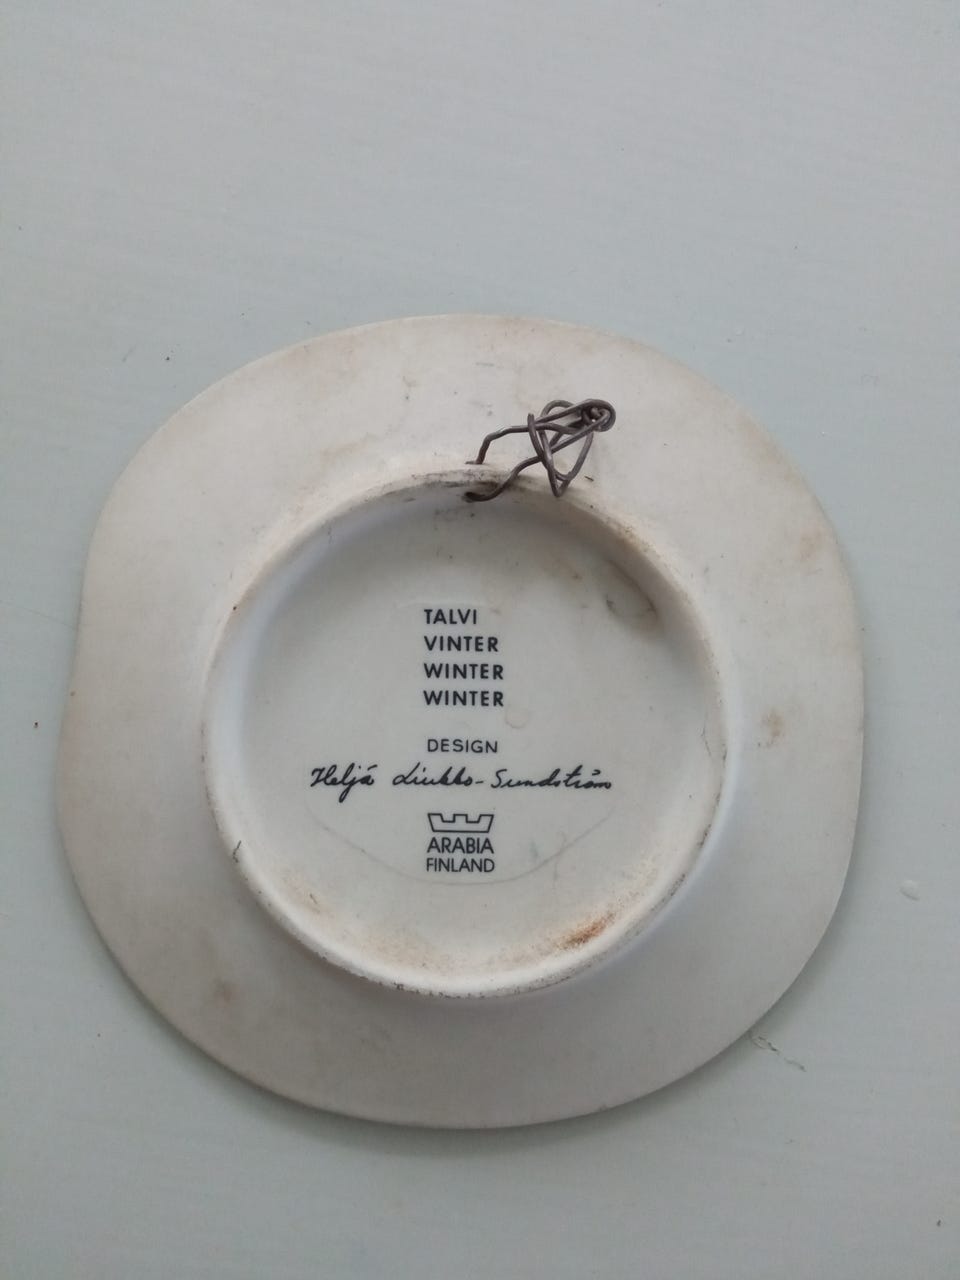 TALVI
VINTER
WINTER
WINTER
DESIGN
Heljä Liukko-Sundström
ARABIA
FINLAND